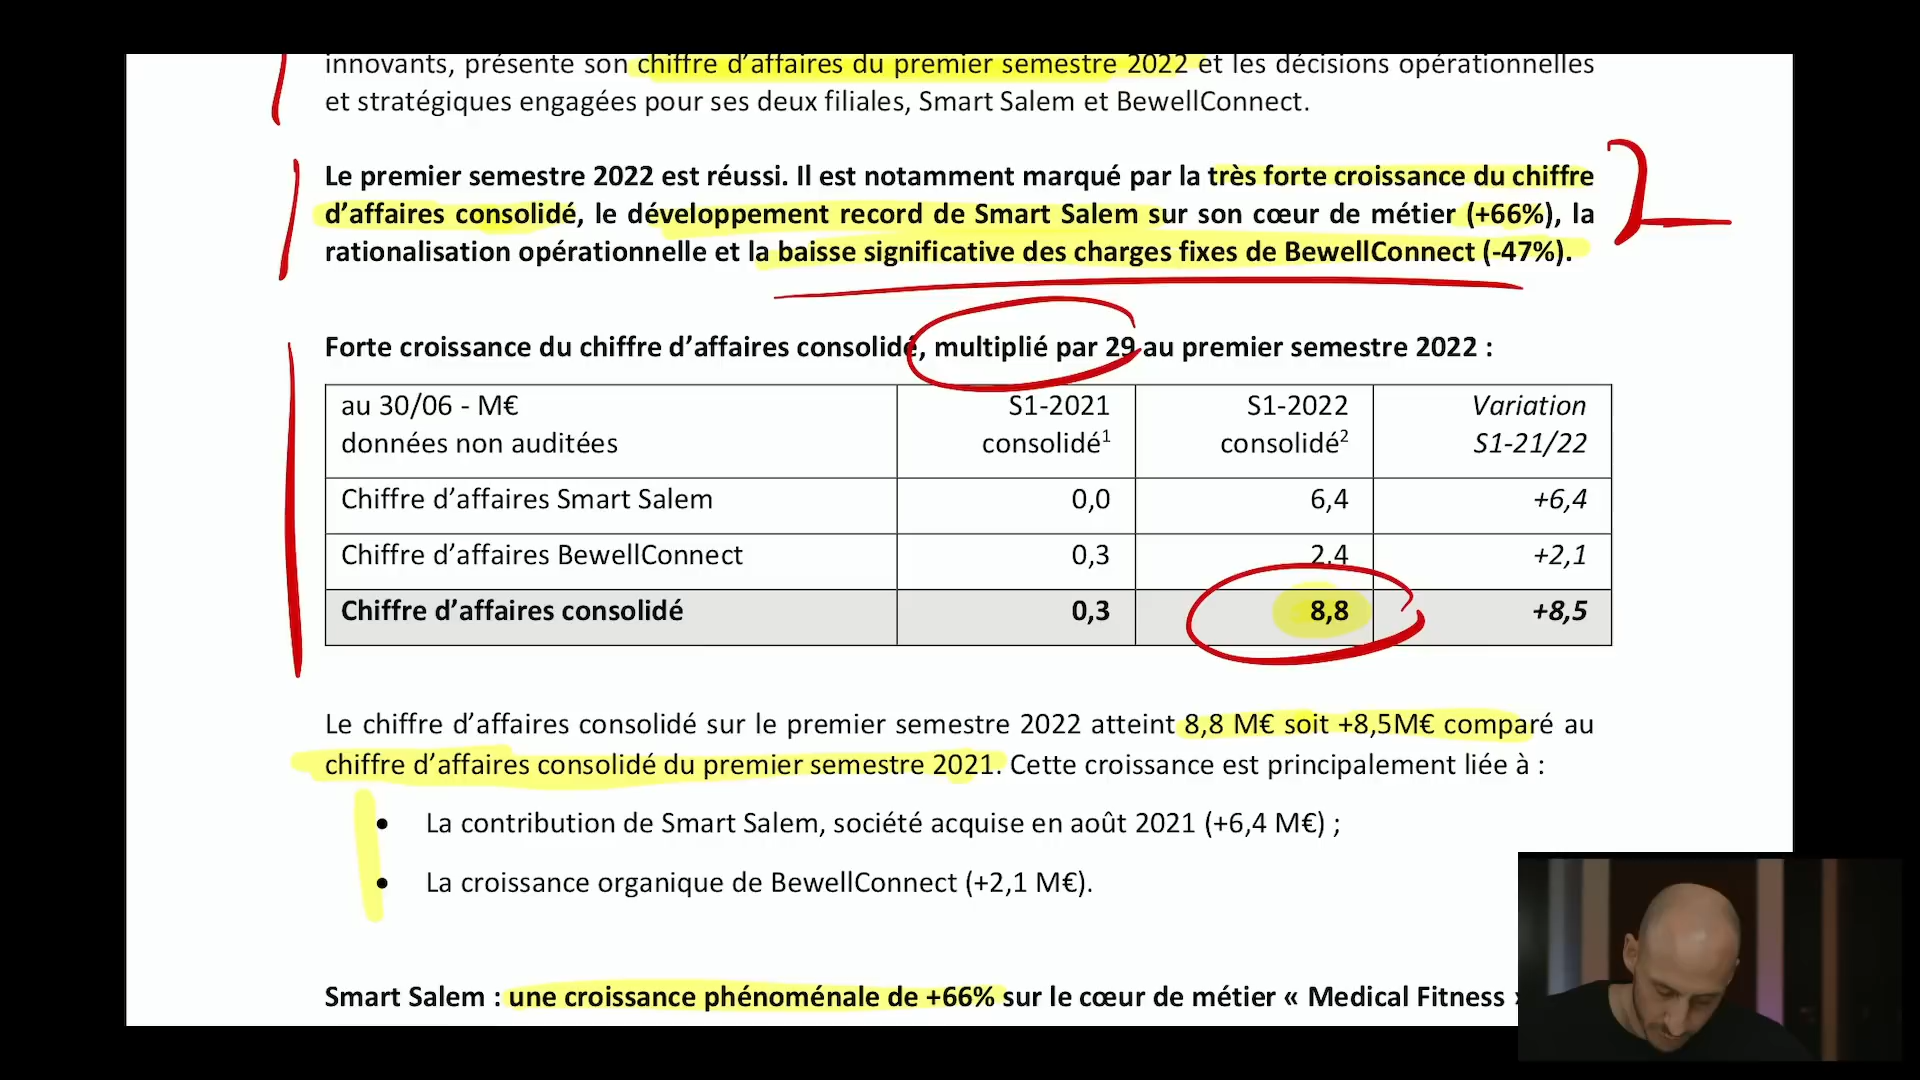 innovants, présente son chiffre d’affaires du premier semestre 2022 et les décisions opérationnelles
et stratégiques engagées pour ses deux filiales, Smart Salem et BewellConnect.
Le premier semestre 2022 est réussi. Il est notamment marqué par la très forte croissance du chiffre
d’affaires consolidé, le développement record de Smart Salem sur son cœur de métier (+66%), la
rationalisation opérationnelle et la baisse significative des charges fixes de BewellConnect (-47%).
Forte croissance du chiffre d’affaires consolidé, multiplié par 29 au premier semestre 2022 :
au 30/06 - M€ S1-2021 S1-2022 Variation
données non auditées consolidé¹ consolidé² S1-21/22
Chiffre d’affaires Smart Salem 0,0 6,4 +6,4
Chiffre d’affaires BewellConnect 0,3 2,4 +2,1
Chiffre d’affaires consolidé 0,3 8,8 +8,5
Le chiffre d’affaires consolidé sur le premier semestre 2022 atteint 8,8 M€ soit +8,5M€ comparé au
chiffre d’affaires consolidé du premier semestre 2021. Cette croissance est principalement liée à :
• La contribution de Smart Salem, société acquise en août 2021 (+6,4 M€) ;
• La croissance organique de BewellConnect (+2,1 M€).
Smart Salem : une croissance phénoménale de +66% sur le cœur de métier « Medical Fitness »